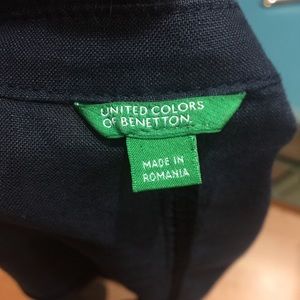 UNITED COLORS
OF BENETTON.
MADE IN
ROMANIA